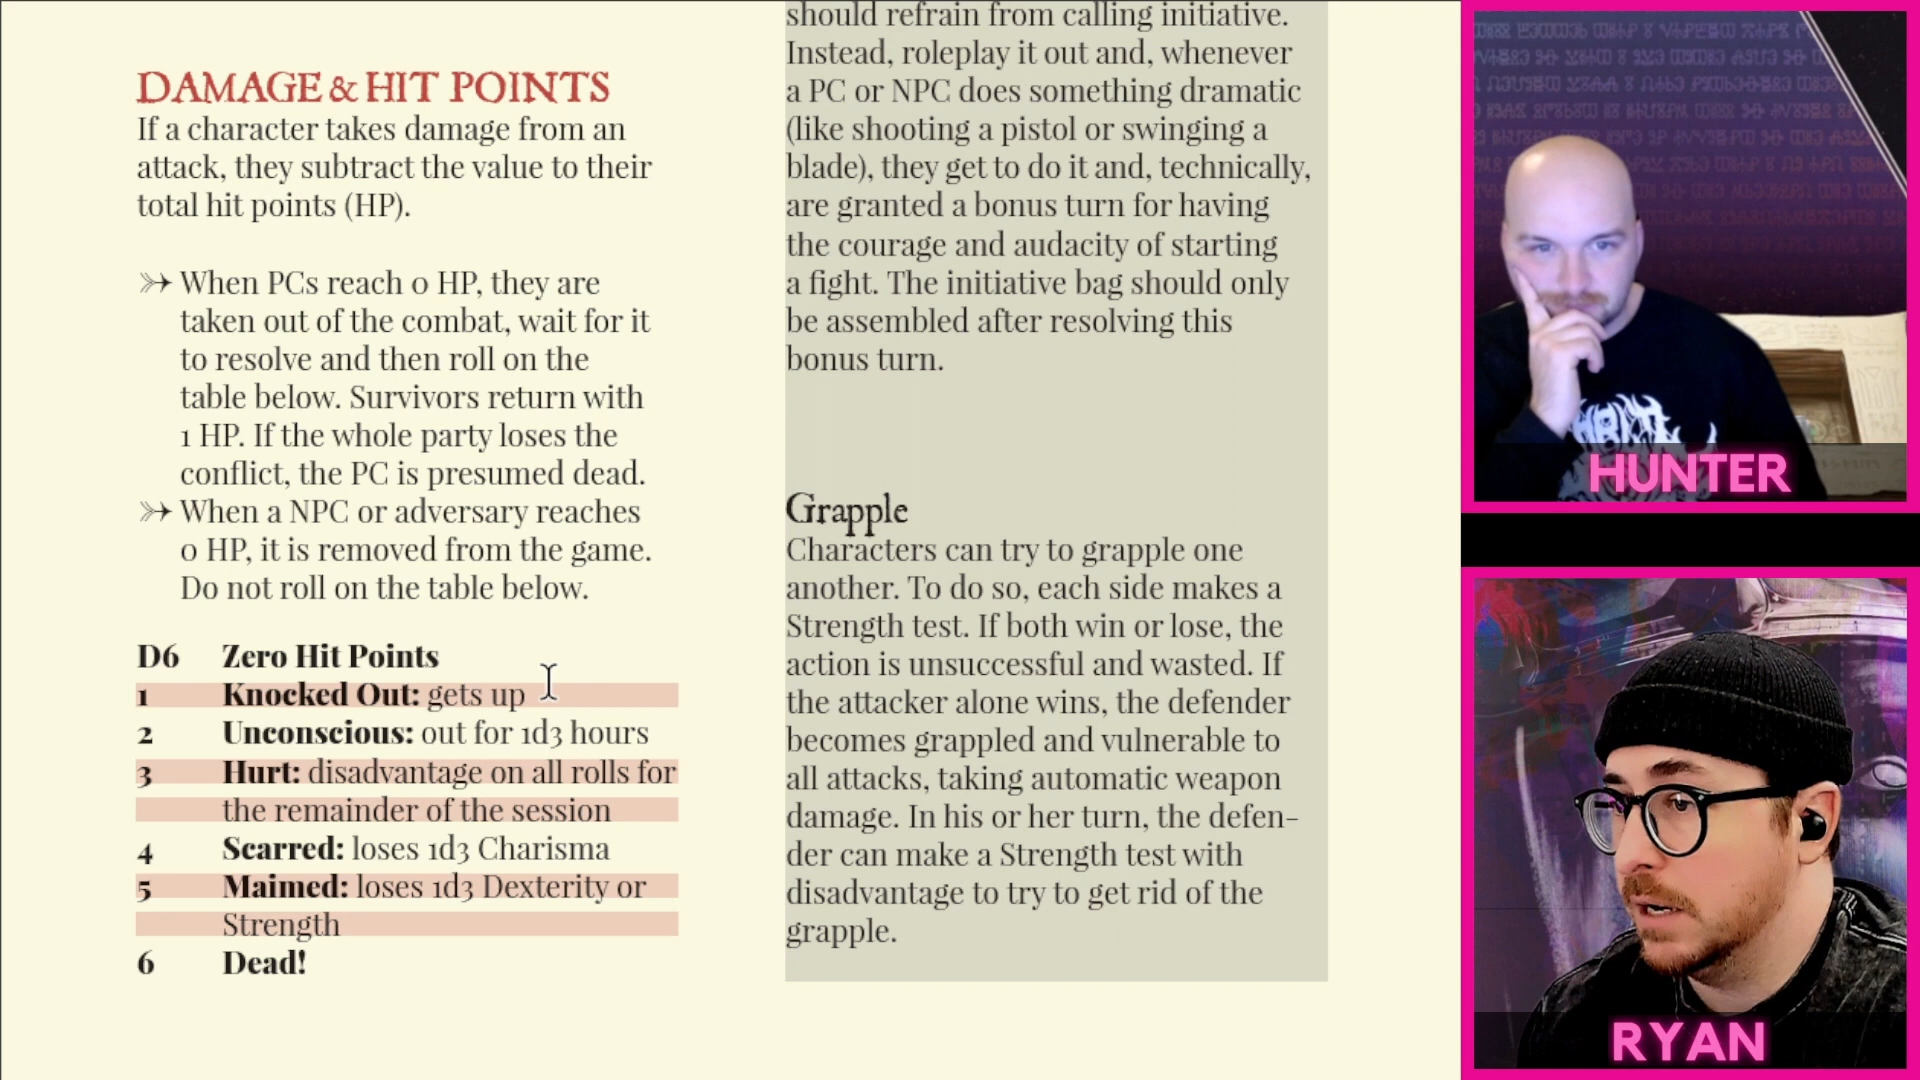 DAMAGE & HIT POINTS
If a character takes damage from an
attack, they subtract the value to their
total hit points (HP).
When PCs reach 0 HP, they are
taken out of the combat, wait for it
to resolve and then roll on the
table below. Survivors return with
1 HP. If the whole party loses the
conflict, the PC is presumed dead.
When a NPC or adversary reaches
0 HP, it is removed from the game.
Do not roll on the table below.
D6 Zero Hit Points
1 Knocked Out: gets up
2 Unconscious: out for 1d3 hours
3 Hurt: disadvantage on all rolls for
the remainder of the session
4 Scarred: loses 1d3 Charisma
5 Maimed: loses 1d3 Dexterity or
Strength
6 Dead!
should refrain from calling initiative.
Instead, roleplay it out and, whenever
a PC or NPC does something dramatic
(like shooting a pistol or swinging a
blade), they get to do it and, technically,
are granted a bonus turn for having
the courage and audacity of starting
a fight. The initiative bag should only
be assembled after resolving this
bonus turn.
Grapple
Characters can try to grapple one
another. To do so, each side makes a
Strength test. If both win or lose, the
action is unsuccessful and wasted. If
the attacker alone wins, the defender
becomes grappled and vulnerable to
all attacks, taking automatic weapon
damage. In his or her turn, the defen-
der can make a Strength test with
disadvantage to try to get rid of the
grapple.
HUNTER
RYAN